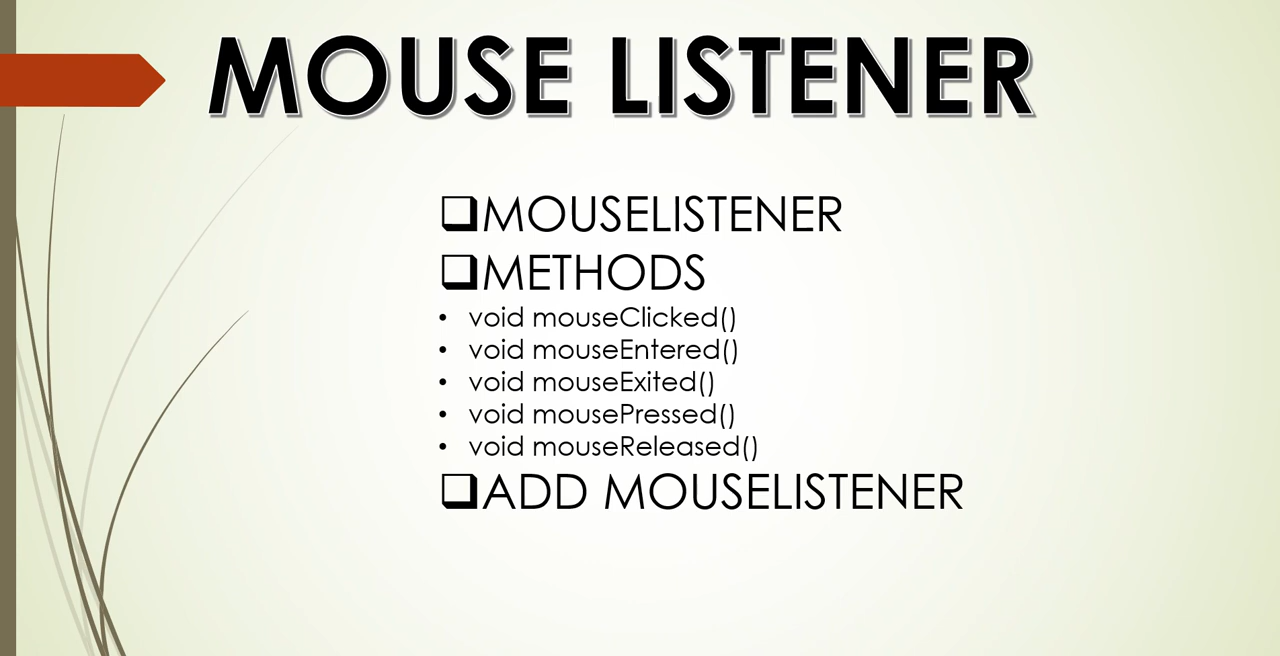 MOUSE LISTENER
❑MOUSELISTENER
❑METHODS
• void mouseClicked()
• void mouseEntered()
• void mouseExited()
• void mousePressed()
• void mouseReleased()
❑ADD MOUSELISTENER